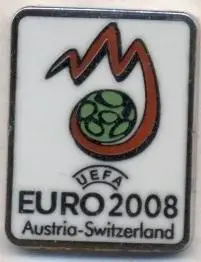 UEFA
EURO 2008
Austria-Switzerland